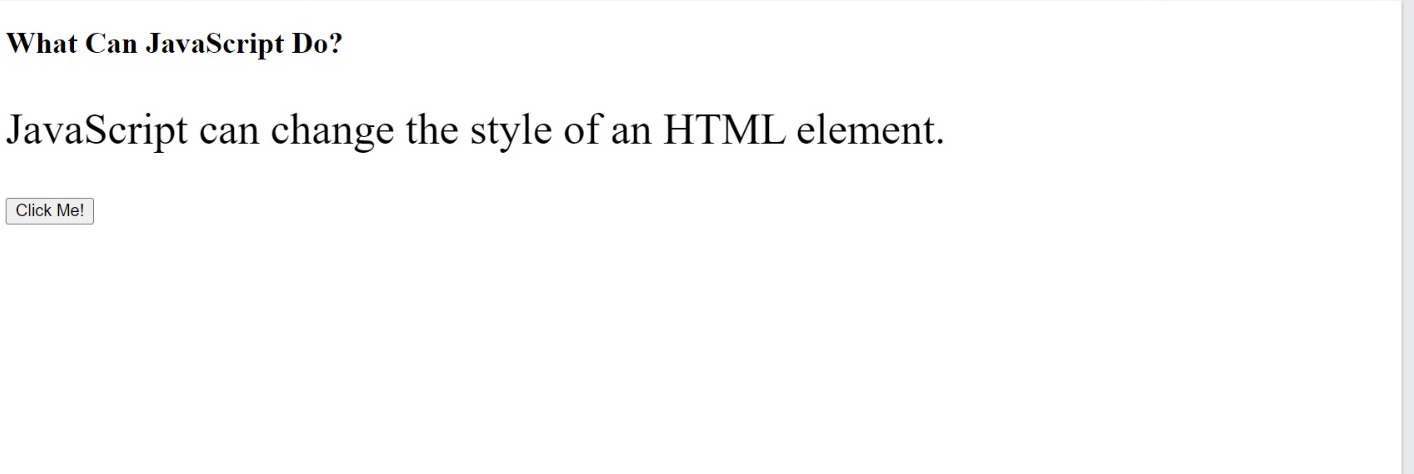 What Can JavaScript Do?
JavaScript can change the style of an HTML element.
Click Me!